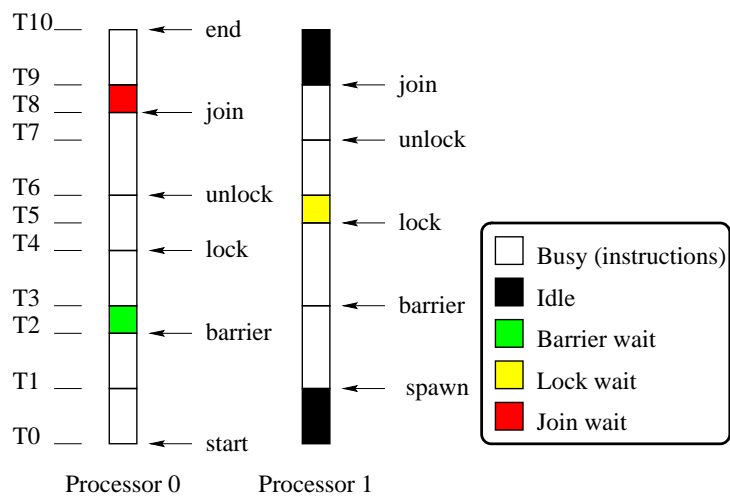 T10
end
T9
join
T8
join
T7
unlock
T6
unlock
T5
lock
T4
lock
T3
barrier
T2
barrier
T1
spawn
T0
start
Processor 0
Processor 1
Busy (instructions)
Idle
Barrier wait
Lock wait
Join wait